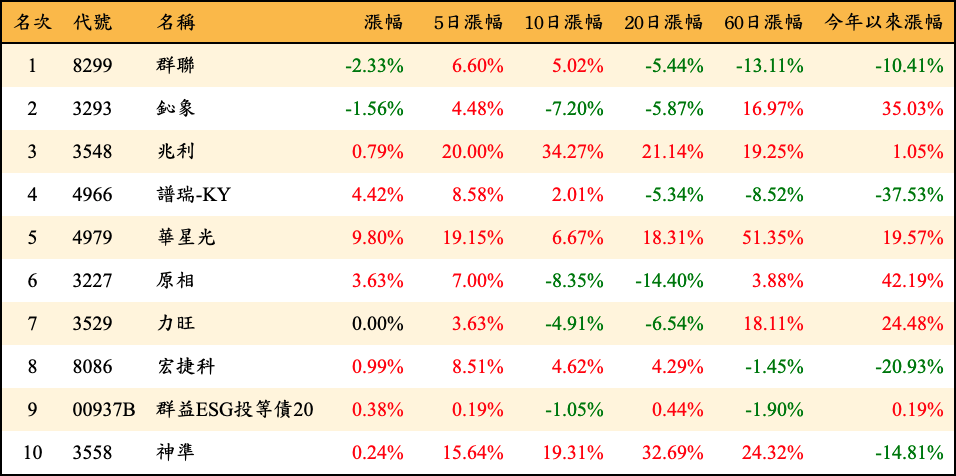 名次 代號 名稱 漲幅 5日漲幅 10日漲幅 20日漲幅 60日漲幅 今年以來漲幅
1 8299 群聯 -2.33% 6.60% 5.02% -5.44% -13.11% -10.41%
2 3293 鈊象 -1.56% 4.48% -7.20% -5.87% 16.97% 35.03%
3 3548 兆利 0.79% 20.00% 34.27% 21.14% 19.25% 1.05%
4 4966 譜瑞-KY 4.42% 8.58% 2.01% -5.34% -8.52% -37.53%
5 4979 華星光 9.80% 19.15% 6.67% 18.31% 51.35% 19.57%
6 3227 原相 3.63% 7.00% -8.35% -14.40% 3.88% 42.19%
7 3529 力旺 0.00% 3.63% -4.91% -6.54% 18.11% 24.48%
8 8086 宏捷科 0.99% 8.51% 4.62% 4.29% -1.45% -20.93%
9 00937B 群益ESG投等債20 0.38% 0.19% -1.05% 0.44% -1.90% 0.19%
10 3558 神準 0.24% 15.64% 19.31% 32.69% 24.32% -14.81%